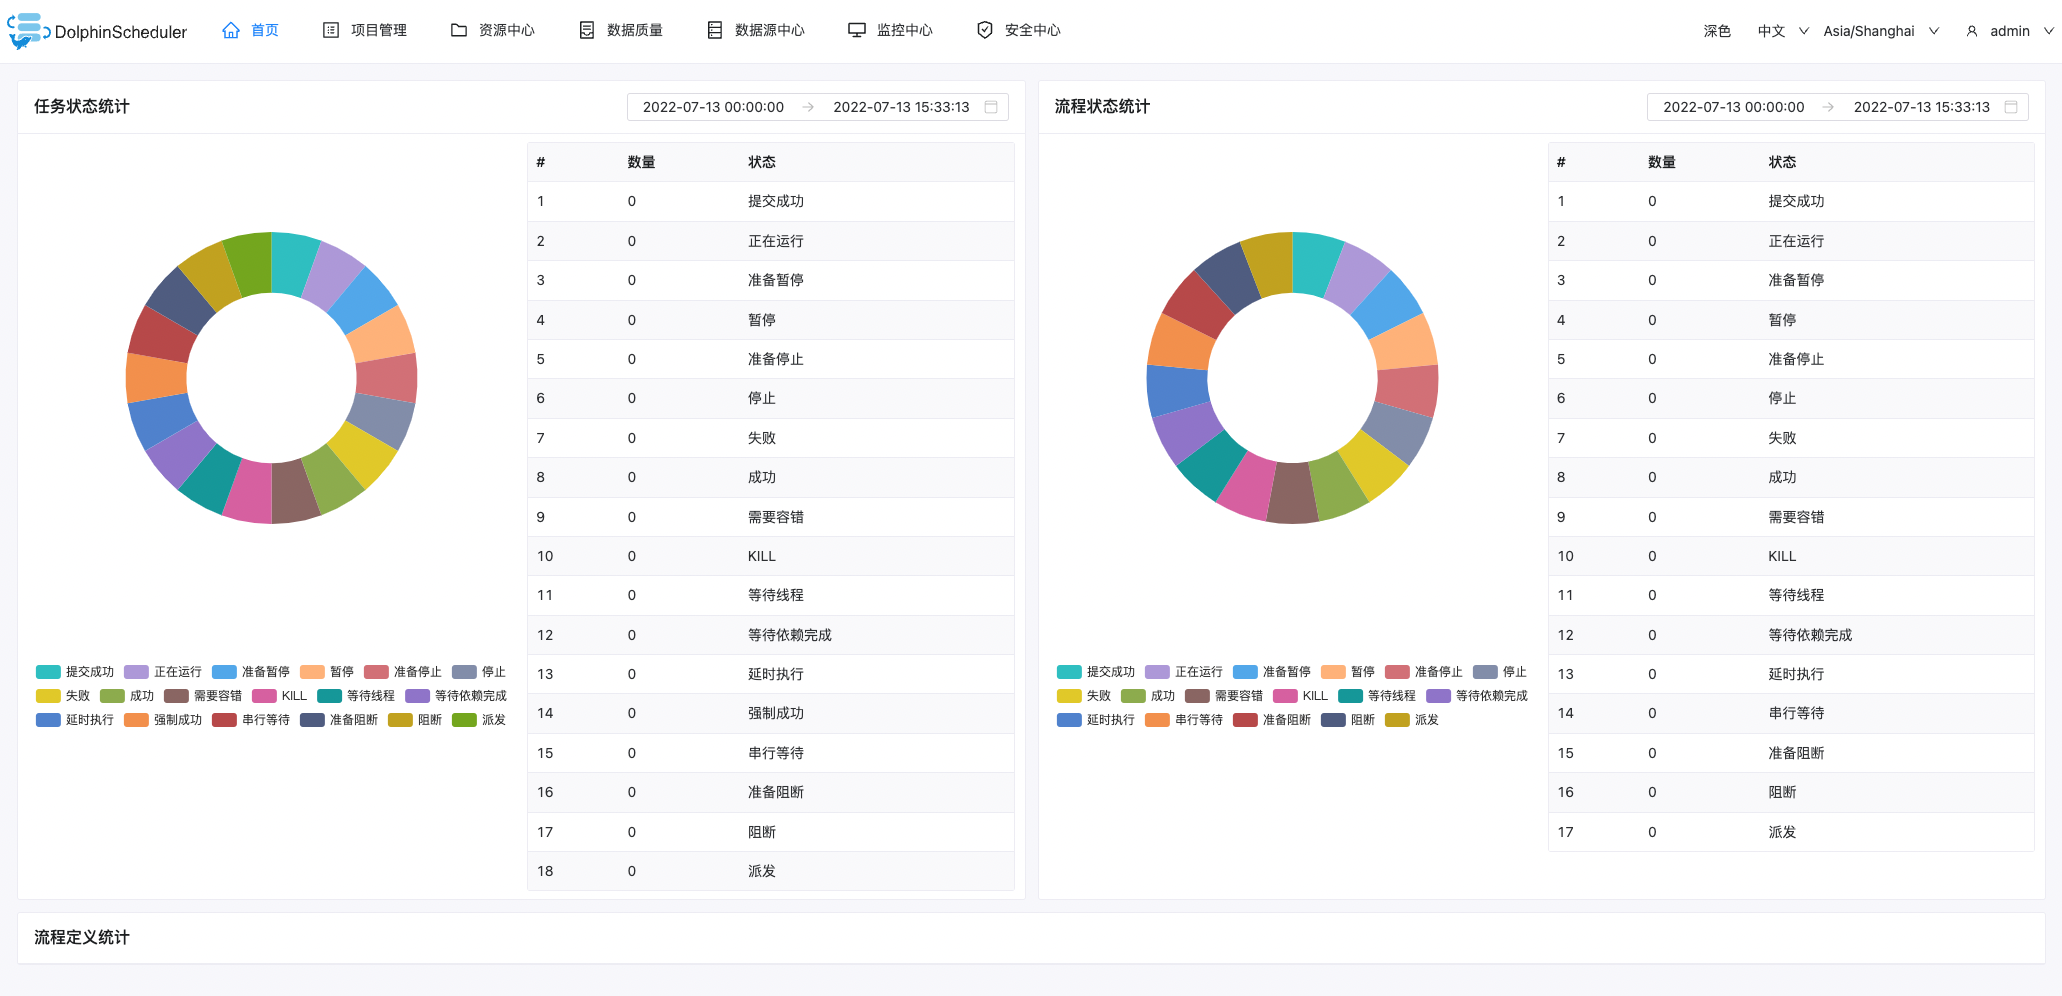 DolphinScheduler 首页 项目管理 资源中心 数据质量 数据源中心 监控中心 安全中心 深色 中文 Asia/Shanghai admin
任务状态统计 2022-07-13 00:00:00 → 2022-07-13 15:33:13
# 数量 状态
1 0 提交成功
2 0 正在运行
3 0 准备暂停
4 0 暂停
5 0 准备停止
6 0 停止
7 0 失败
8 0 成功
9 0 需要容错
10 0 KILL
11 0 等待线程
12 0 等待依赖完成
13 0 延时执行
14 0 强制成功
15 0 串行等待
16 0 准备阻断
17 0 阻断
18 0 派发
提交成功 正在运行 准备暂停 暂停 准备停止 停止
失败 成功 需要容错 KILL 等待线程 等待依赖完成
延时执行 强制成功 串行等待 准备阻断 阻断 派发
流程状态统计 2022-07-13 00:00:00 → 2022-07-13 15:33:13
# 数量 状态
1 0 提交成功
2 0 正在运行
3 0 准备暂停
4 0 暂停
5 0 准备停止
6 0 停止
7 0 失败
8 0 成功
9 0 需要容错
10 0 KILL
11 0 等待线程
12 0 等待依赖完成
13 0 延时执行
14 0 串行等待
15 0 准备阻断
16 0 阻断
17 0 派发
提交成功 正在运行 准备暂停 暂停 准备停止 停止
失败 成功 需要容错 KILL 等待线程 等待依赖完成
延时执行 串行等待 准备阻断 阻断 派发
流程定义统计